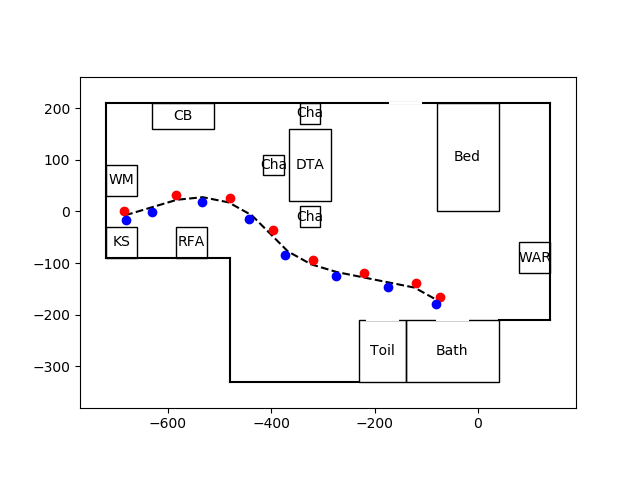 200
100
0
−100
−200
−300
−600
−400
−200
0
CB
Cha
Cha
DTA
Bed
WM
Cha
KS
RFA
WAR
Toil
Bath